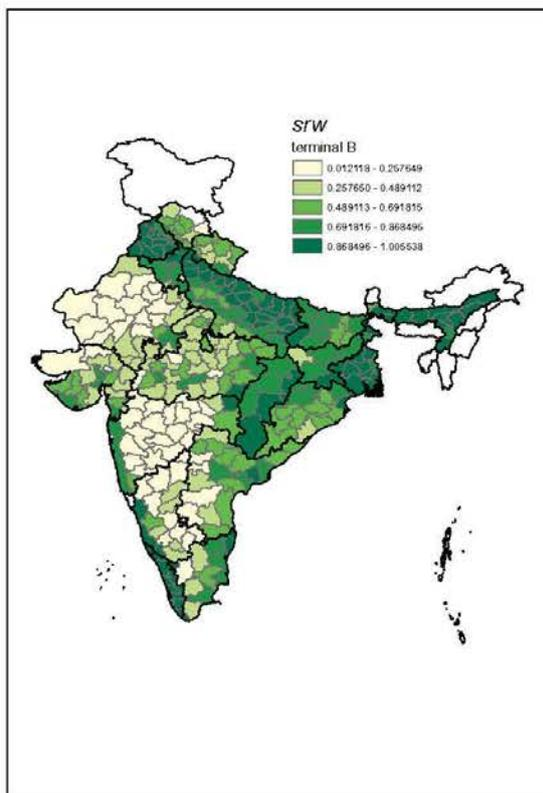 srw
terminal B
0.012118 - 0.257649
0.257650 - 0.489112
0.489113 - 0.691815
0.691816 - 0.868495
0.868496 - 1.005538